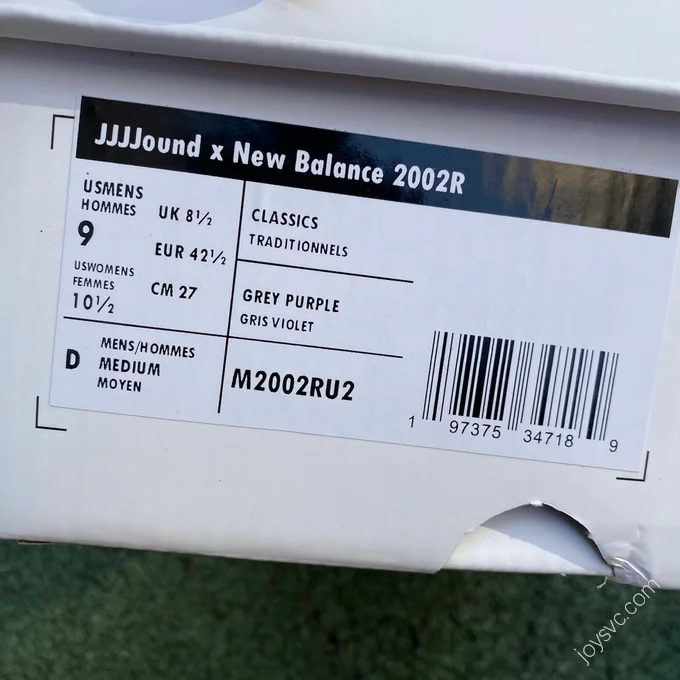 JJJJound x New Balance 2002R
USMENS
HOMMES
9
UK 8½
EUR 42½
CM 27
USWOMENS
FEMMES
10½
CLASSICS
TRADITIONNELS
GREY PURPLE
GRIS VIOLET
D
MENS/HOMMES
MEDIUM
MOYEN
M2002RU2
1 97375 34718 9
joysvc.com